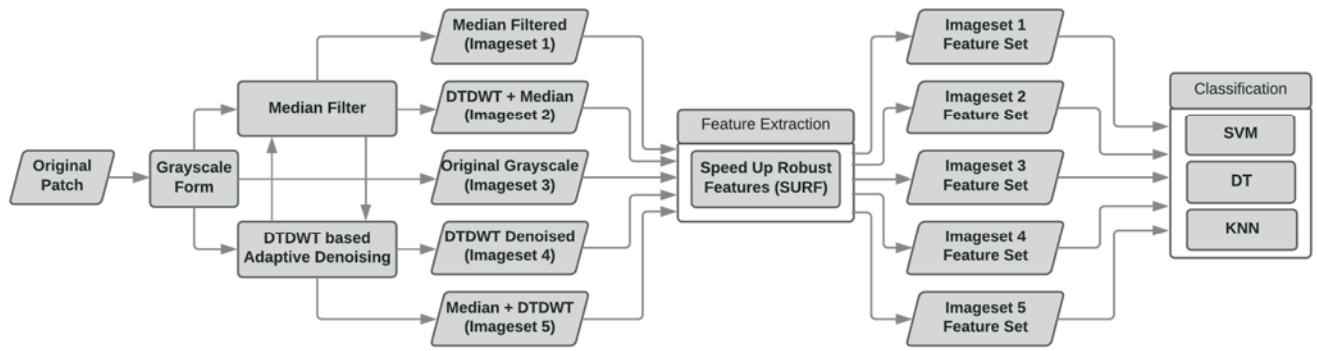 Original
Patch
Grayscale
Form
Median Filter
DTDWT based
Adaptive Denoising
Median Filtered
(Imageset 1)
DTDWT + Median
(Imageset 2)
Original Grayscale
(Imageset 3)
DTDWT Denoised
(Imageset 4)
Median + DTDWT
(Imageset 5)
Feature Extraction
Speed Up Robust
Features (SURF)
Imageset 1
Feature Set
Imageset 2
Feature Set
Imageset 3
Feature Set
Imageset 4
Feature Set
Imageset 5
Feature Set
Classification
SVM
DT
KNN